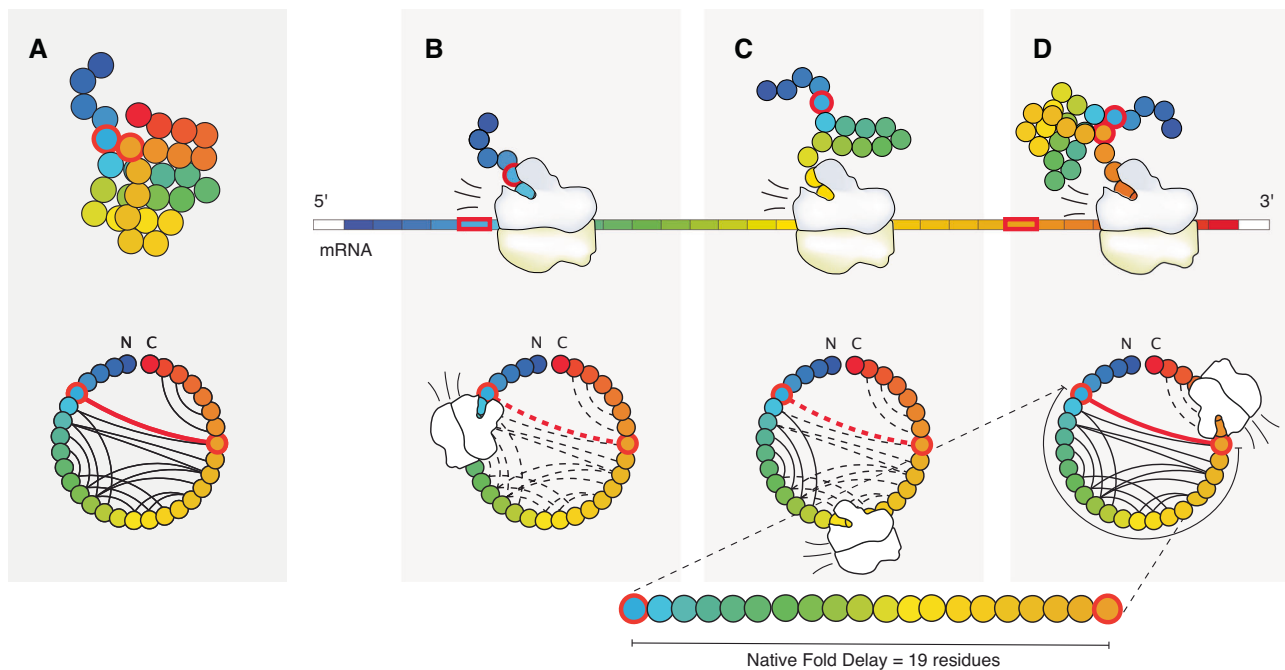 A
B
C
D
5'
3'
mRNA
N C
N C
N C
N C
Native Fold Delay = 19 residues